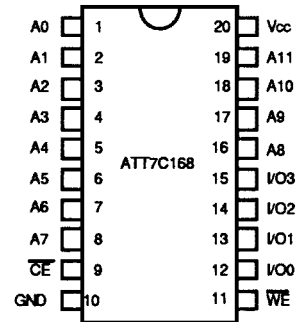 A0 1 20 Vcc
A1 2 19 A11
A2 3 18 A10
A3 4 17 A9
A4 5 16 A8
ATT7C168
A5 6 15 I/O3
A6 7 14 I/O2
A7 8 13 I/O1
CE 9 12 I/O0
GND 10 11 WE